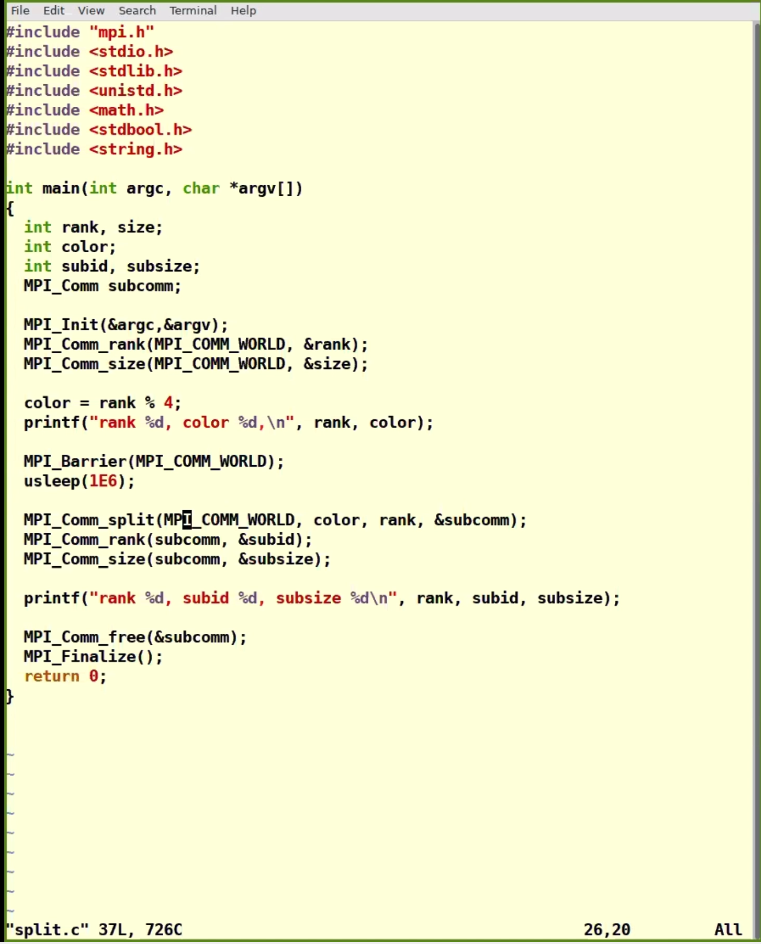 File Edit View Search Terminal Help
#include "mpi.h"
#include <stdio.h>
#include <stdlib.h>
#include <unistd.h>
#include <math.h>
#include <stdbool.h>
#include <string.h>

int main(int argc, char *argv[])
{
  int rank, size;
  int color;
  int subid, subsize;
  MPI_Comm subcomm;

  MPI_Init(&argc,&argv);
  MPI_Comm_rank(MPI_COMM_WORLD, &rank);
  MPI_Comm_size(MPI_COMM_WORLD, &size);

  color = rank % 4;
  printf("rank %d, color %d,\n", rank, color);

  MPI_Barrier(MPI_COMM_WORLD);
  usleep(1E6);

  MPI_Comm_split(MPI_COMM_WORLD, color, rank, &subcomm);
  MPI_Comm_rank(subcomm, &subid);
  MPI_Comm_size(subcomm, &subsize);

  printf("rank %d, subid %d, subsize %d\n", rank, subid, subsize);

  MPI_Comm_free(&subcomm);
  MPI_Finalize();
  return 0;
}
~
~
~
~
~
~
~
~
~
"split.c" 37L, 726C 26,20 All